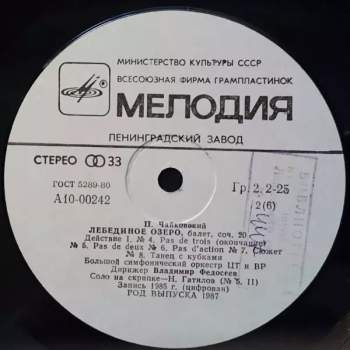 МИНИСТЕРСТВО КУЛЬТУРЫ СССР
ВСЕСОЮЗНАЯ ФИРМА ГРАМПЛАСТИНОК
МЕЛОДИЯ
ЛЕНИНГРАДСКИЙ ЗАВОД
СТЕРЕО 33
ГОСТ 5289-80
Гр. 2. 2-25
А10-00242
2(6)
П. Чайковский
ЛЕБЕДИНОЕ ОЗЕРО, балет, соч. 20
Действие I. № 4. Pas de trois (окончание)
№ 5. Pas de deux № 6. Pas d'action № 7. Сюжет
№ 8. Танец с кубками
Большой симфонический оркестр ЦТ и ВР
Дирижер Владимир Федосеев
Соло на скрипке — Н. Гатилов (№ 5, 11)
Запись 1985 г. (цифровая)
ГОД ВЫПУСКА 1987